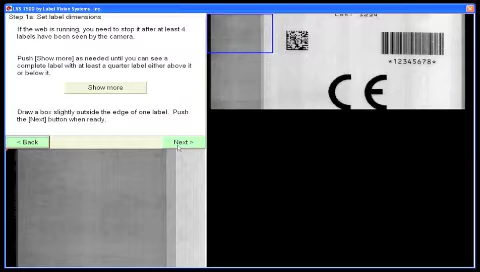 LVS 7500 by Label Vision Systems, Inc.
Step 1a: Set label dimensions
If the web is running, you need to stop it after at least 4
labels have been seen by the camera.
Push [Show more] as needed until you can see a
complete label with at least a quarter label either above it
or below it.
Show more
Draw a box slightly outside the edge of one label. Push
the [Next] button when ready.
< Back
Next >
*12345678*
CE